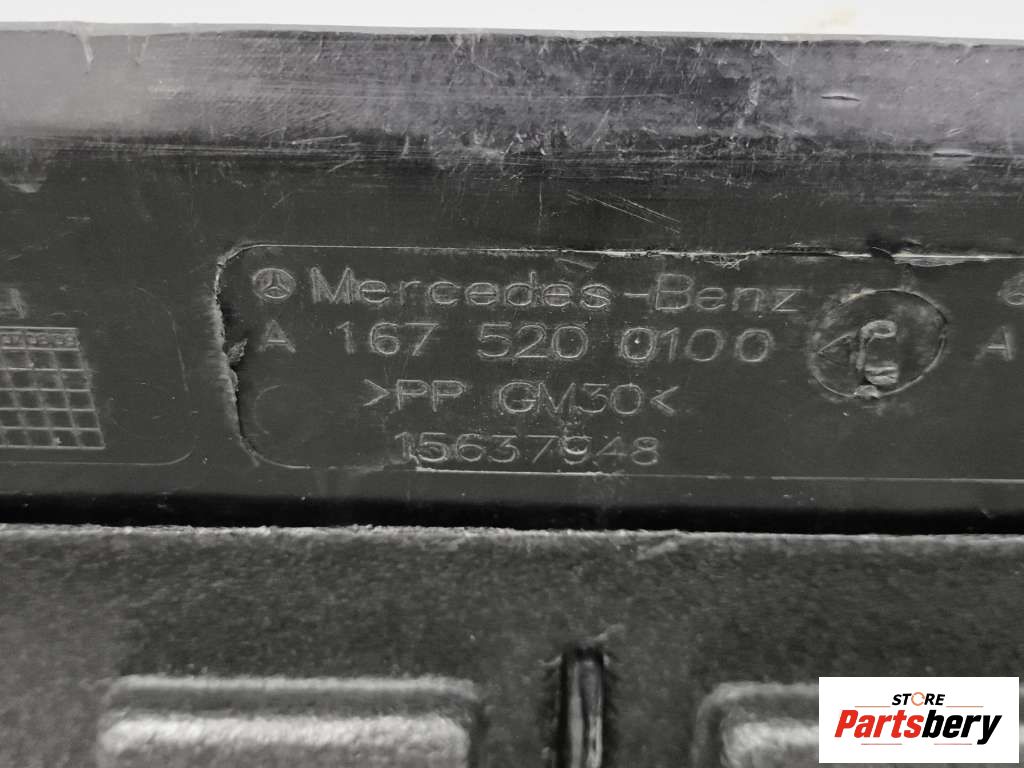 Mercedes-Benz
A 167 520 0100
>PP GM30<
15637948
A
A
STORE
Partsbery